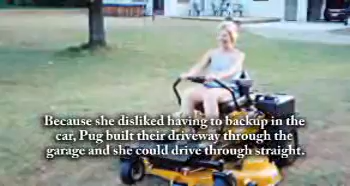 Because she disliked having to backup in the
car, Pug built their driveway through the
garage and she could drive through straight.